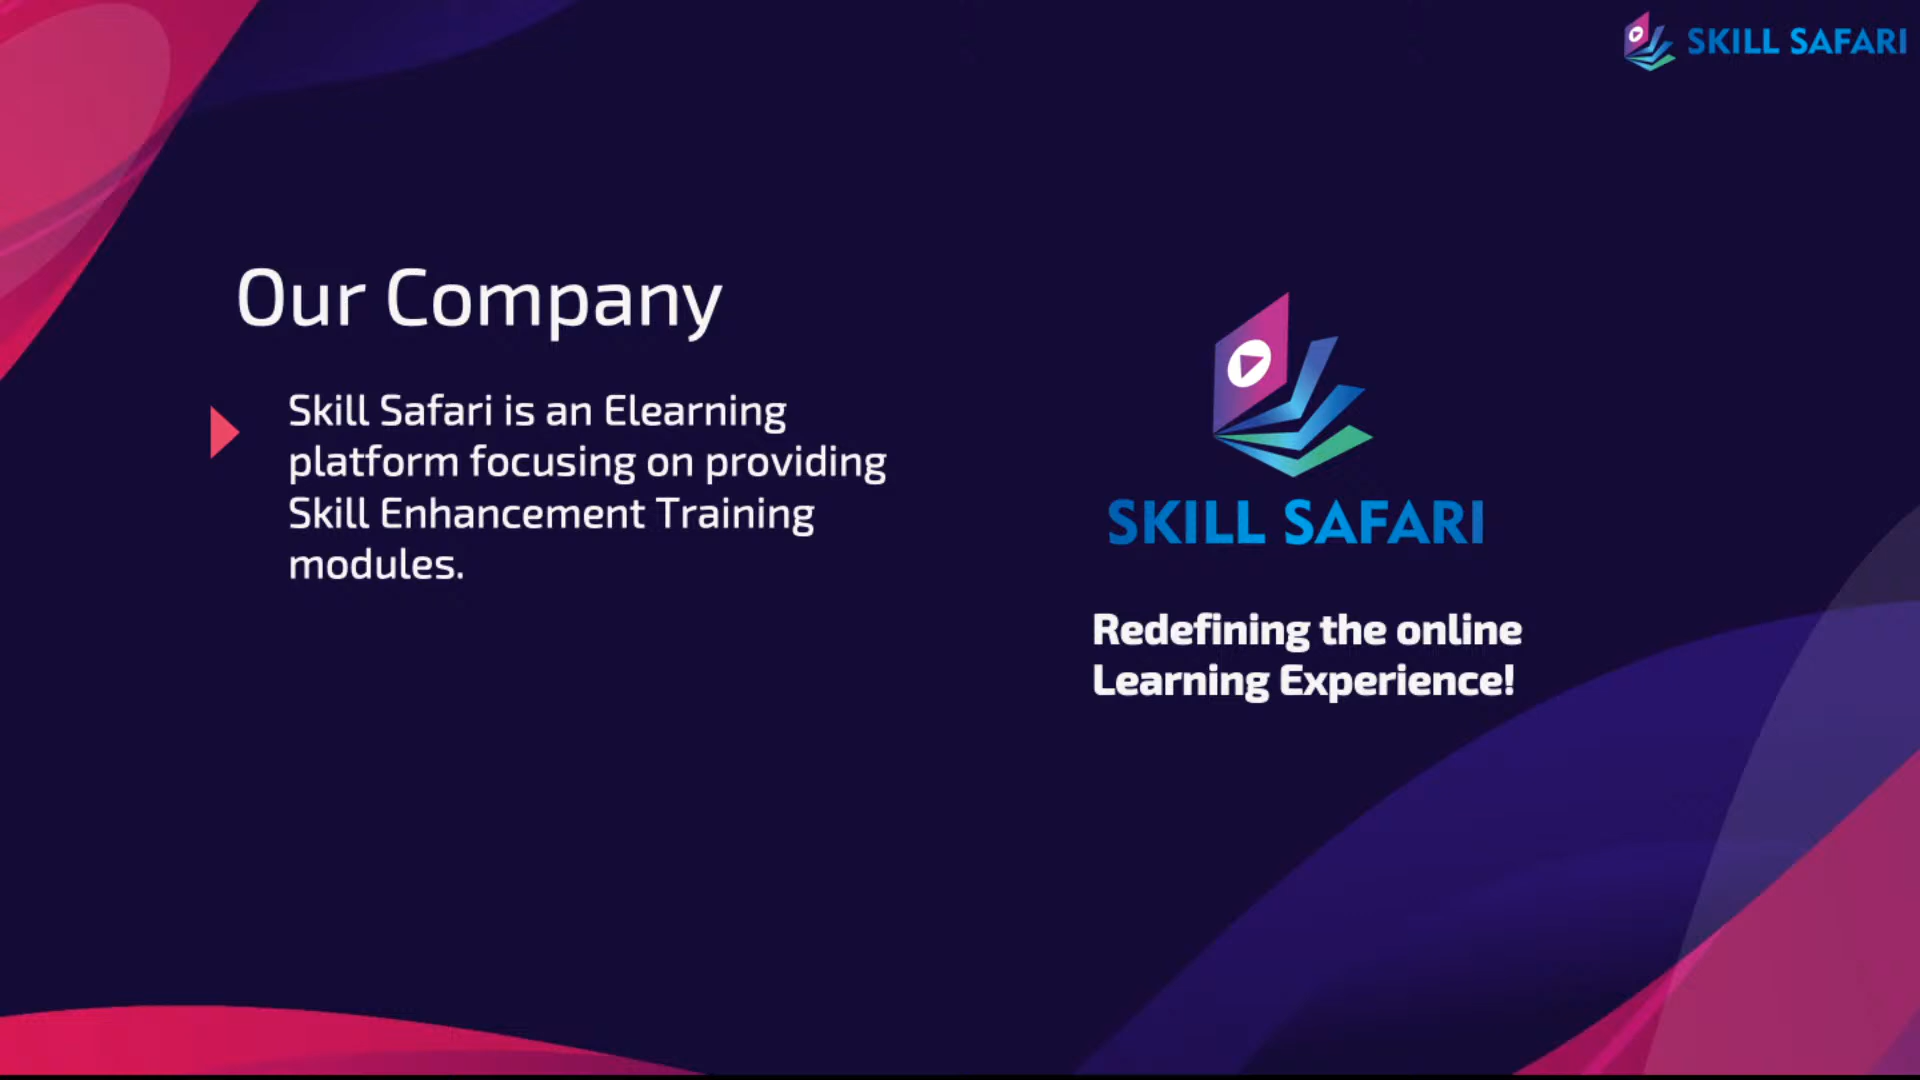 SKILL SAFARI
Our Company
Skill Safari is an Elearning
platform focusing on providing
Skill Enhancement Training
modules.
SKILL SAFARI
Redefining the online
Learning Experience!